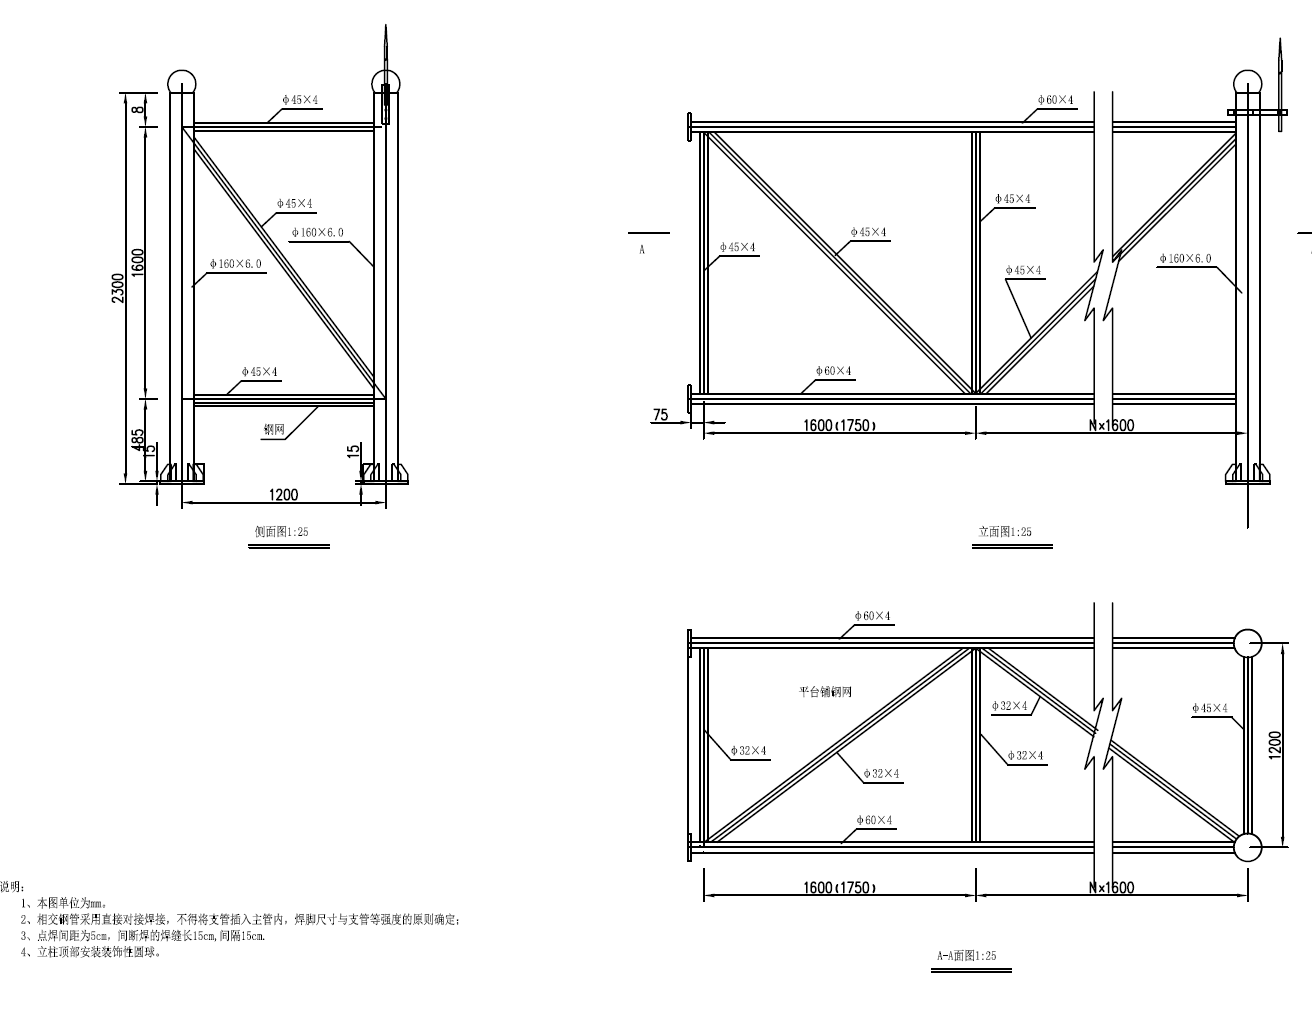 φ45×4
8
φ45×4
φ160×6.0
φ160×6.0
1600
2300
φ45×4
钢网
485
15
15
1200
侧面图1:25
φ60×4
φ45×4
φ45×4
φ45×4
φ45×4
φ160×6.0
A
φ60×4
75
1600(1750)
N×1600
立面图1:25
φ60×4
平台铺钢网
φ32×4
φ45×4
φ32×4
φ32×4
φ32×4
1200
φ60×4
1600(1750)
N×1600
A-A面图1:25
说明:
1、本图单位为mm。
2、相交钢管采用直接对接焊接，不得将支管插入主管内，焊脚尺寸与支管等强度的原则确定；
3、点焊间距为5cm，间断焊的焊缝长15cm,间隔15cm.
4、立柱顶部安装装饰性圆球。